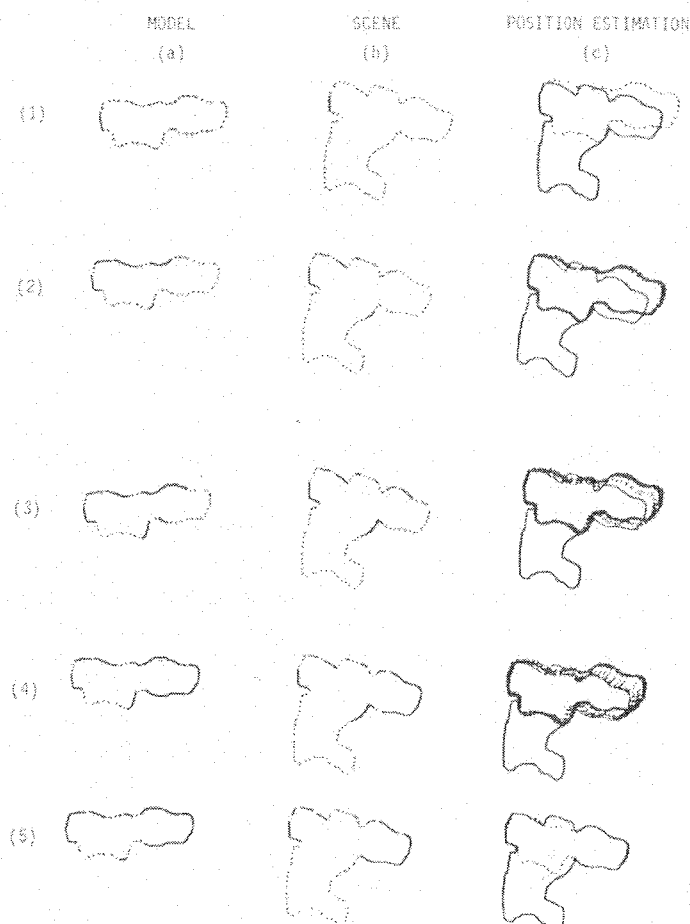 MODEL SCENE POSITION ESTIMATION
(a) (b) (c)
(1)
(2)
(3)
(4)
(5)